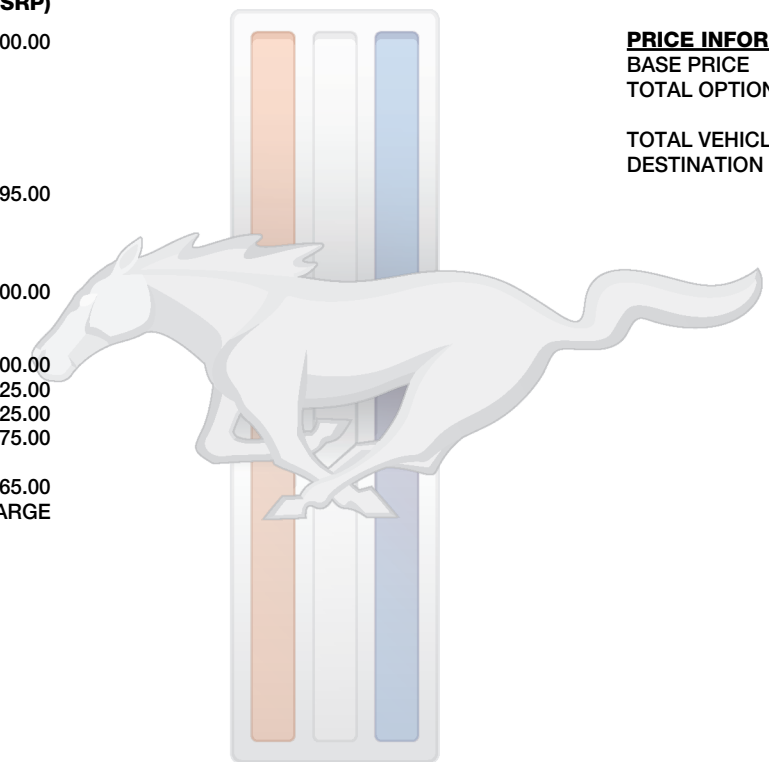 SRP)
00.00
95.00
00.00
00.00
25.00
25.00
75.00
65.00
ARGE
PRICE INFOR
BASE PRICE
TOTAL OPTION
TOTAL VEHICL
DESTINATION